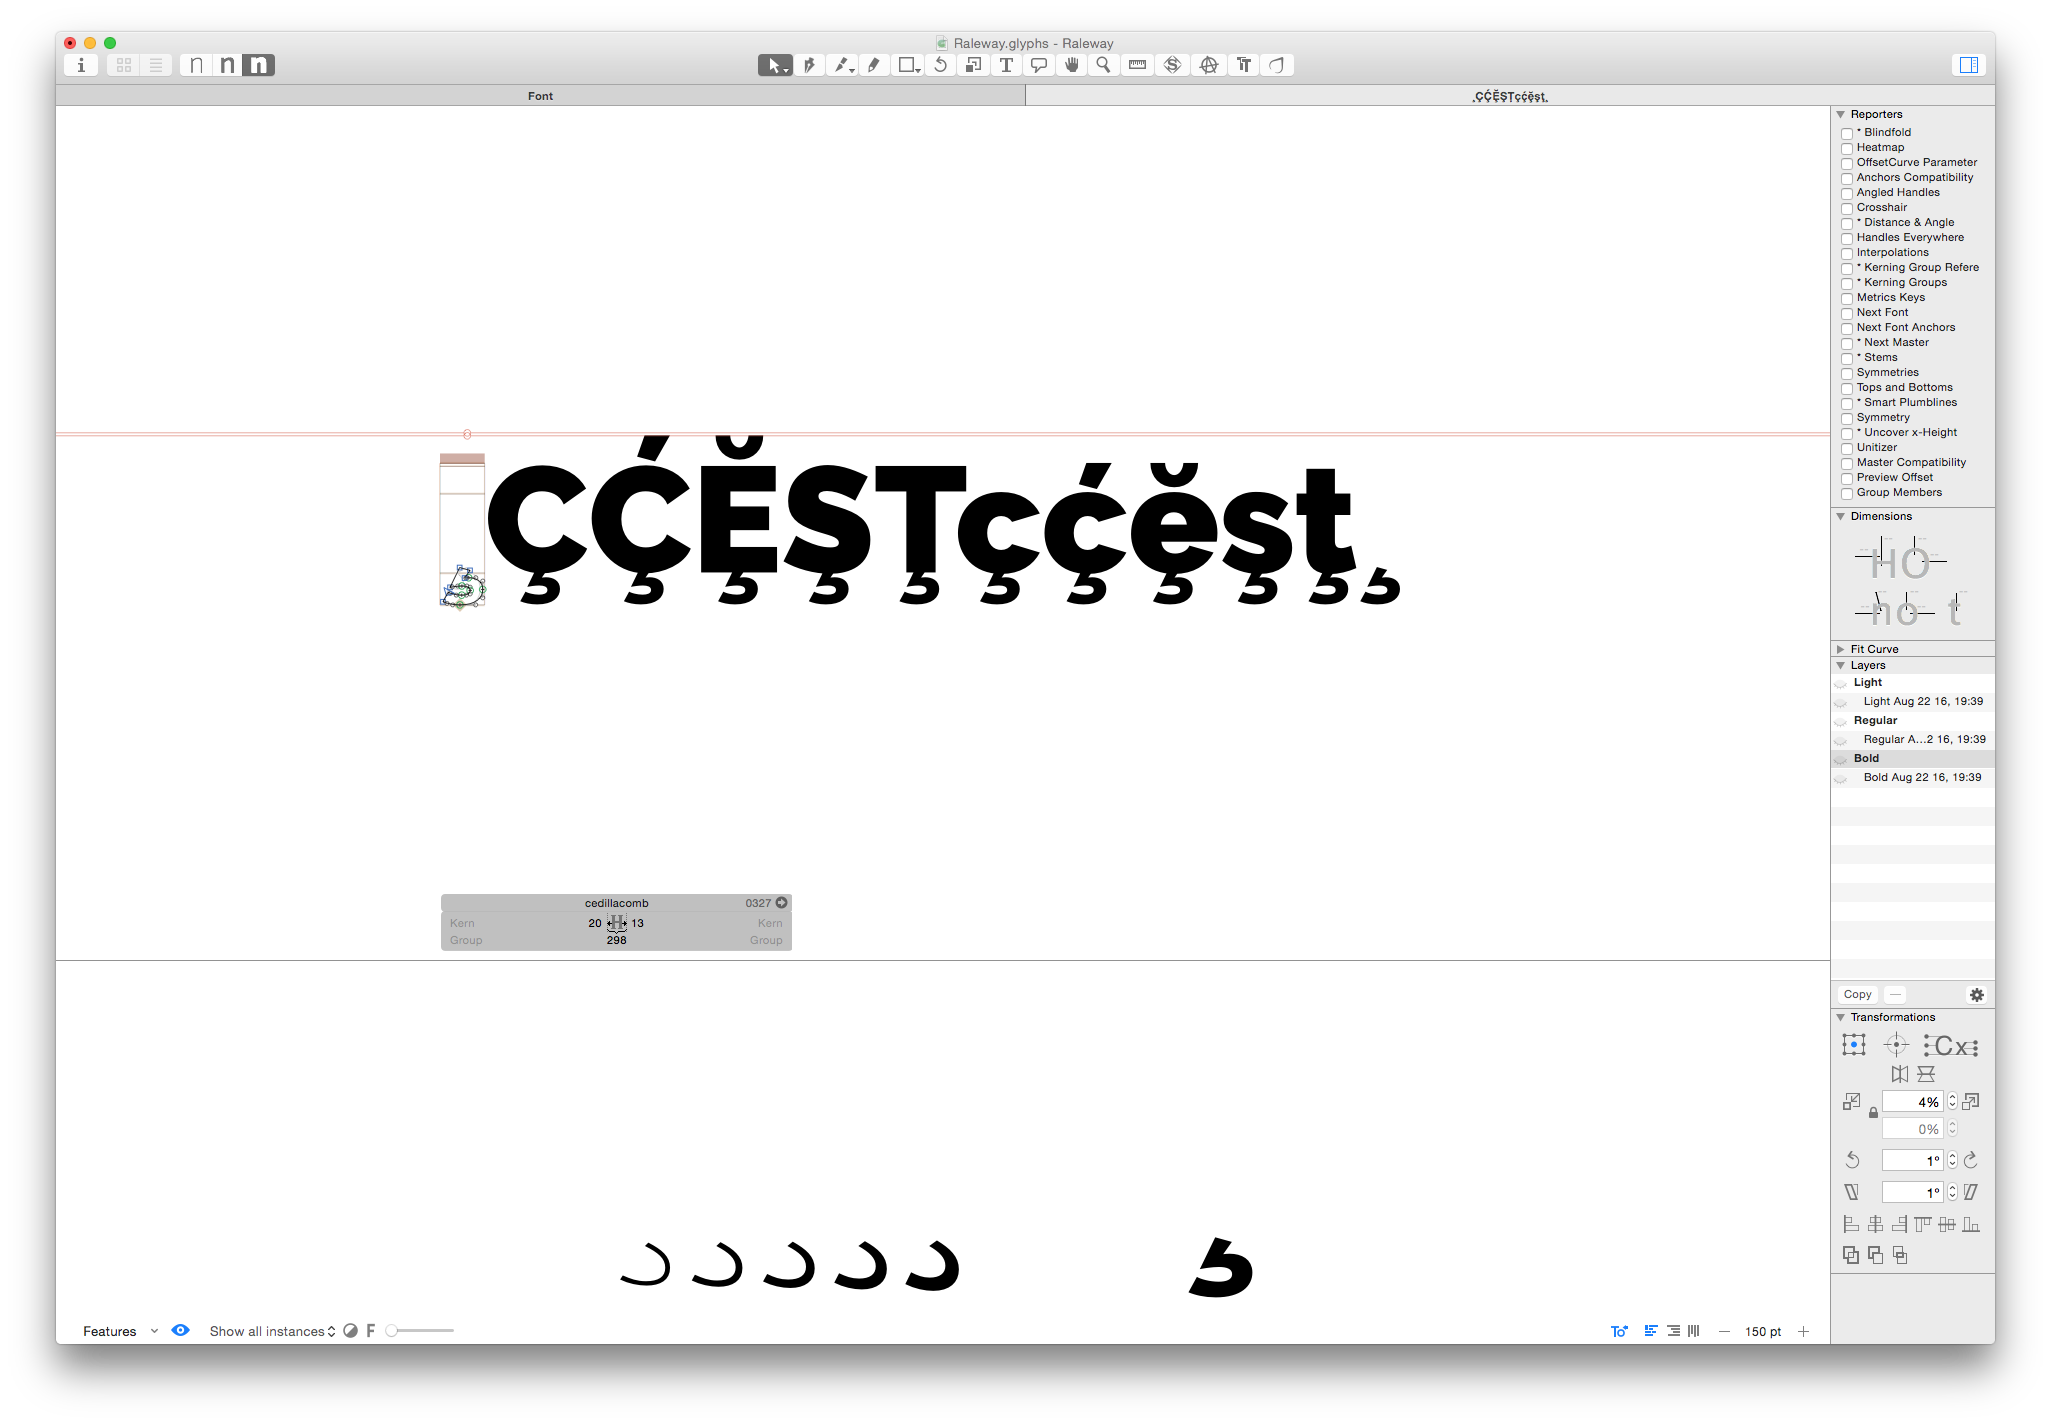 Raleway.glyphs - Raleway
n n n
Font
¸ÇḈ̧ȨŞŢçḉḝşţ¸
ÇḈḜŞŢçḉḝşţ¸
cedillacomb 0327
Kern 20 H 13 Kern
Group 298 Group
Features
Show all instances
F
150 pt
Reporters
* Blindfold
Heatmap
OffsetCurve Parameter
Anchors Compatibility
Angled Handles
Crosshair
* Distance & Angle
Handles Everywhere
Interpolations
* Kerning Group Refere
* Kerning Groups
Metrics Keys
Next Font
Next Font Anchors
* Next Master
* Stems
Symmetries
Tops and Bottoms
* Smart Plumblines
Symmetry
* Uncover x-Height
Unitizer
Master Compatibility
Preview Offset
Group Members
Dimensions
HO
no t
Fit Curve
Layers
Light
Light Aug 22 16, 19:39
Regular
Regular A...2 16, 19:39
Bold
Bold Aug 22 16, 19:39
Copy
Transformations
Cx
4%
0%
1°
1°